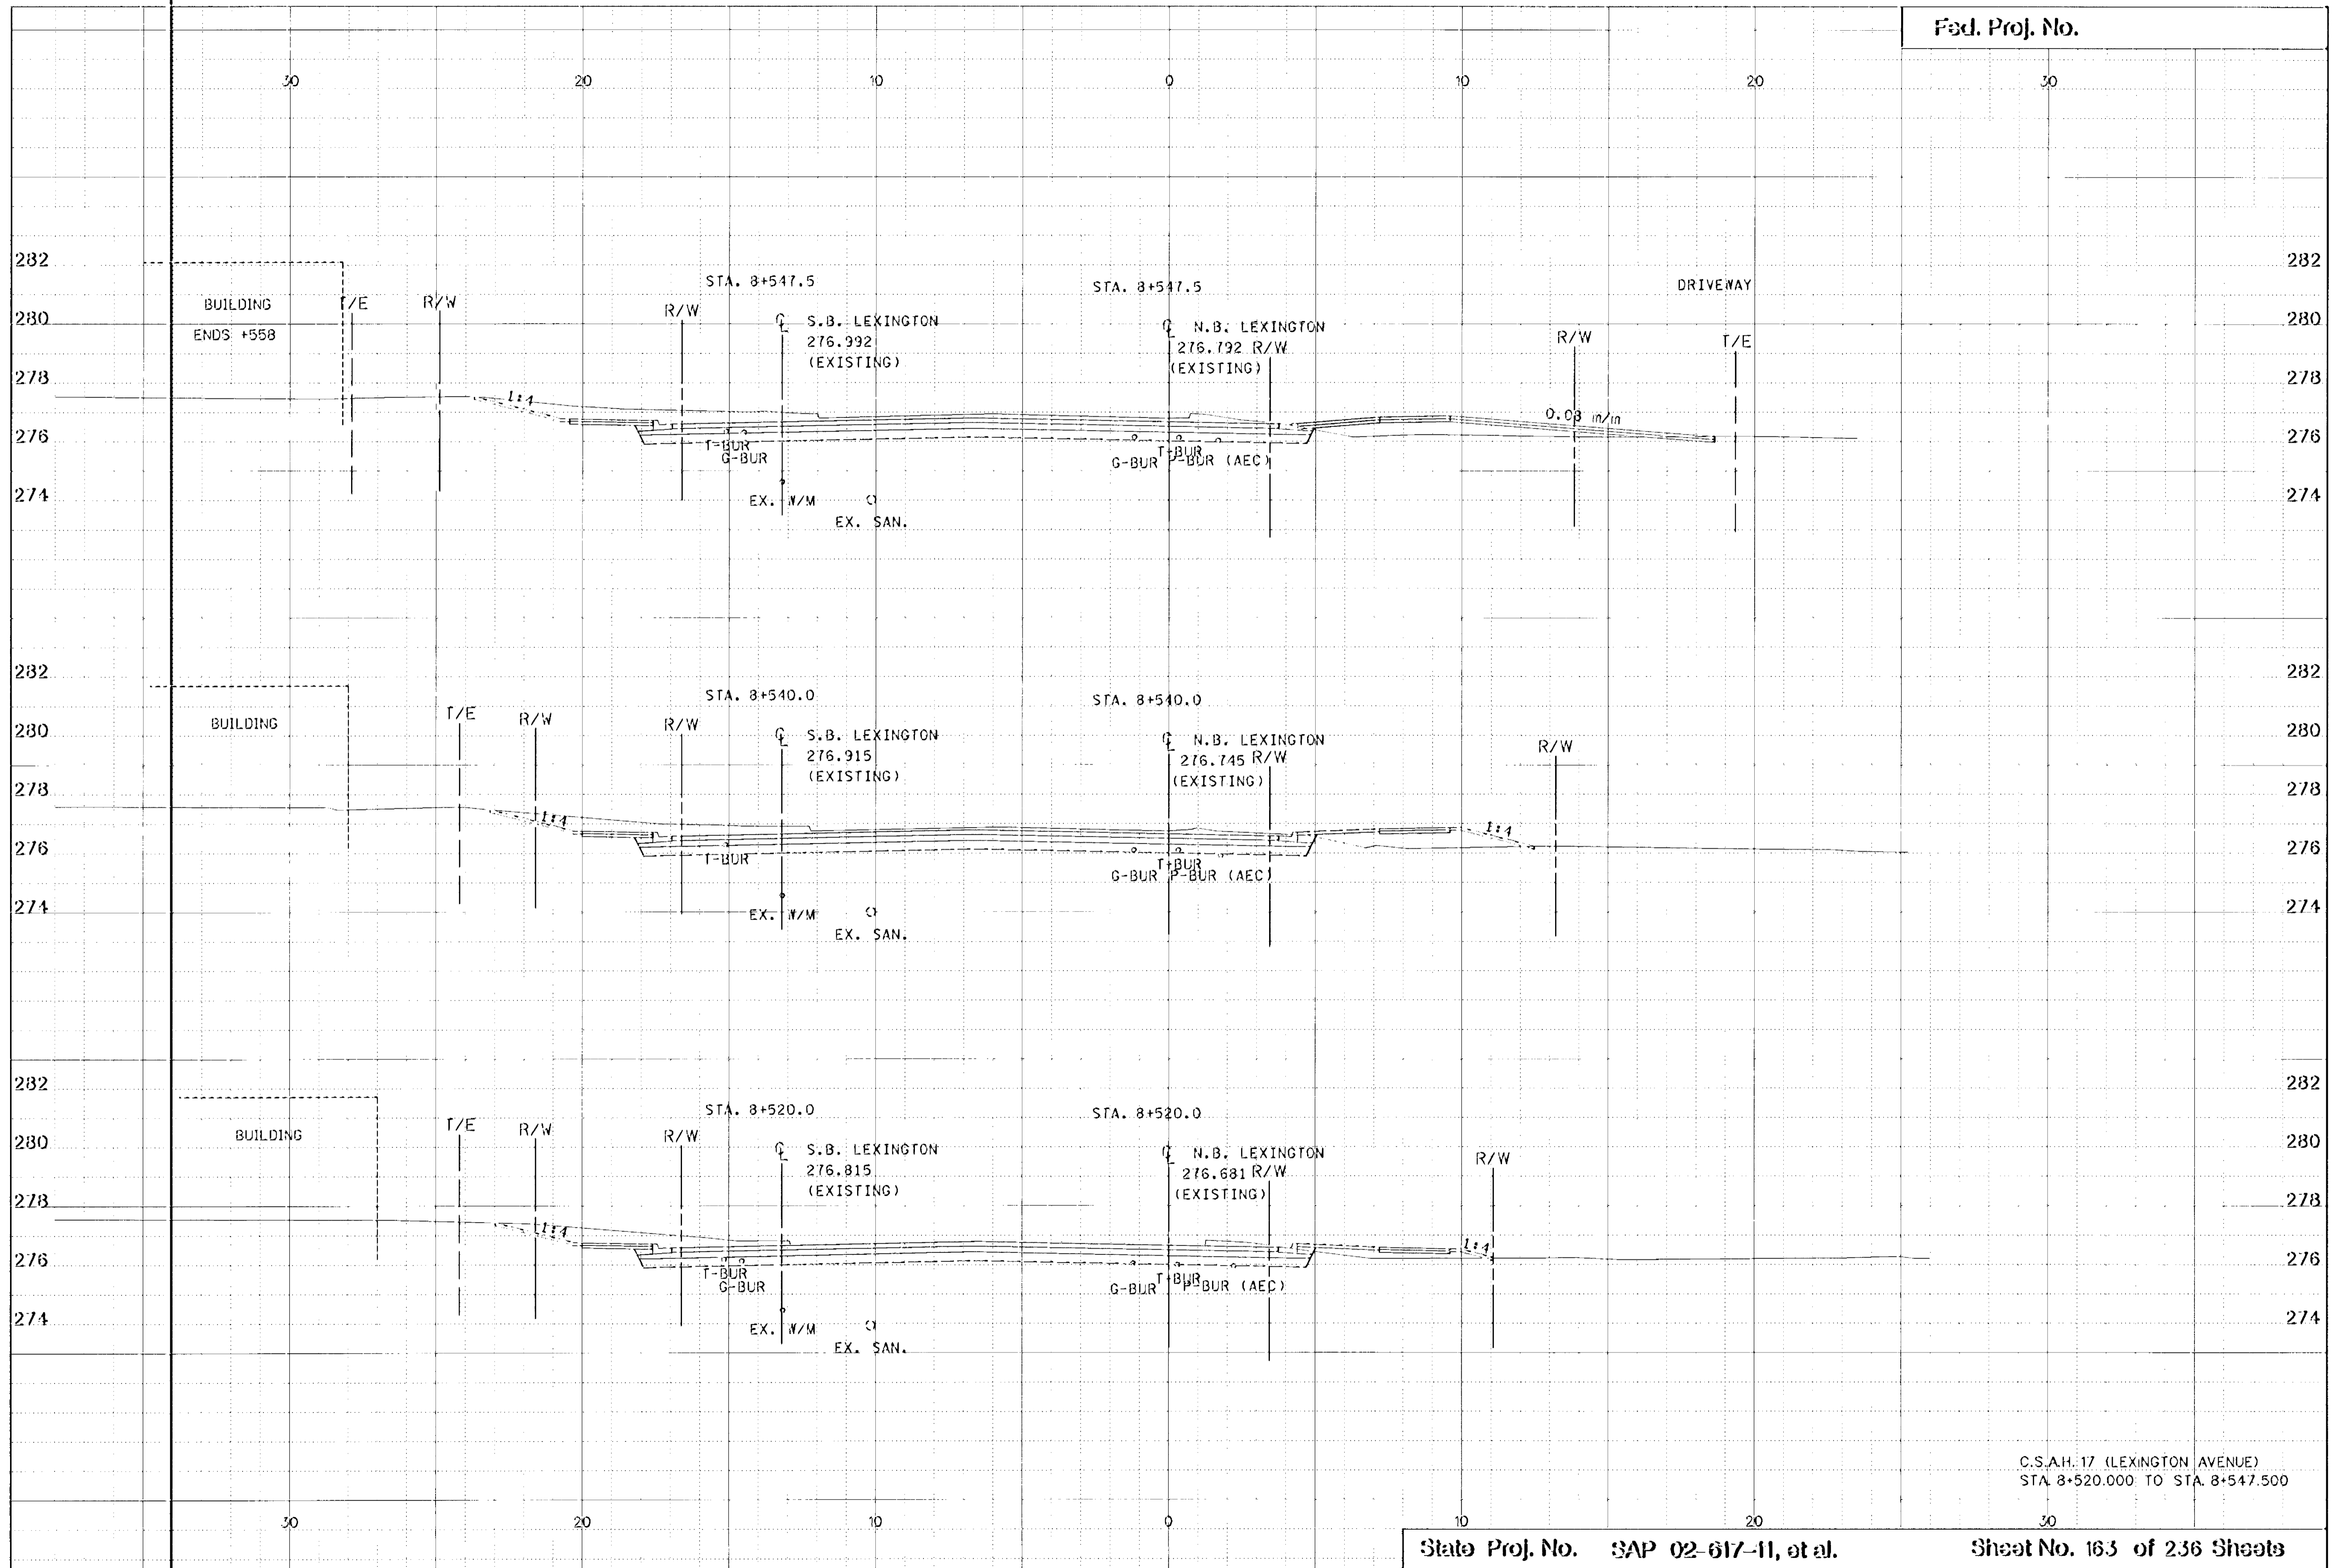 Fed. Proj. No.
30 20 10 0 10 20 30
282 282
STA. 8+547.5 STA. 8+547.5 DRIVEWAY
BUILDING T/E R/W R/W
280 S.B. LEXINGTON N.B. LEXINGTON 280
ENDS +558 276.992 276.792 R/W R/W T/E
(EXISTING) (EXISTING)
278 278
1:4 0.08 m/m
276 276
T-BUR T-BUR
G-BUR G-BUR P-BUR (AEC)
274 EX. W/M 274
EX. SAN.
282 282
STA. 8+540.0 STA. 8+540.0
BUILDING T/E R/W R/W
280 S.B. LEXINGTON N.B. LEXINGTON R/W 280
276.915 276.745 R/W
(EXISTING) (EXISTING)
278 278
1:4 1:4
276 276
T-BUR T-BUR
G-BUR P-BUR (AEC)
274 EX. W/M 274
EX. SAN.
282 282
STA. 8+520.0 STA. 8+520.0
BUILDING T/E R/W R/W
280 S.B. LEXINGTON N.B. LEXINGTON R/W 280
276.815 276.681 R/W
(EXISTING) (EXISTING)
278 278
1:4 1:4
276 276
T-BUR T-BUR
G-BUR G-BUR P-BUR (AEC)
274 EX. W/M 274
EX. SAN.
C.S.A.H. 17 (LEXINGTON AVENUE)
STA. 8+520.000 TO STA. 8+547.500
30 20 10 0 10 20 30
State Proj. No. SAP 02-617-11, et al. Sheet No. 163 of 236 Sheets